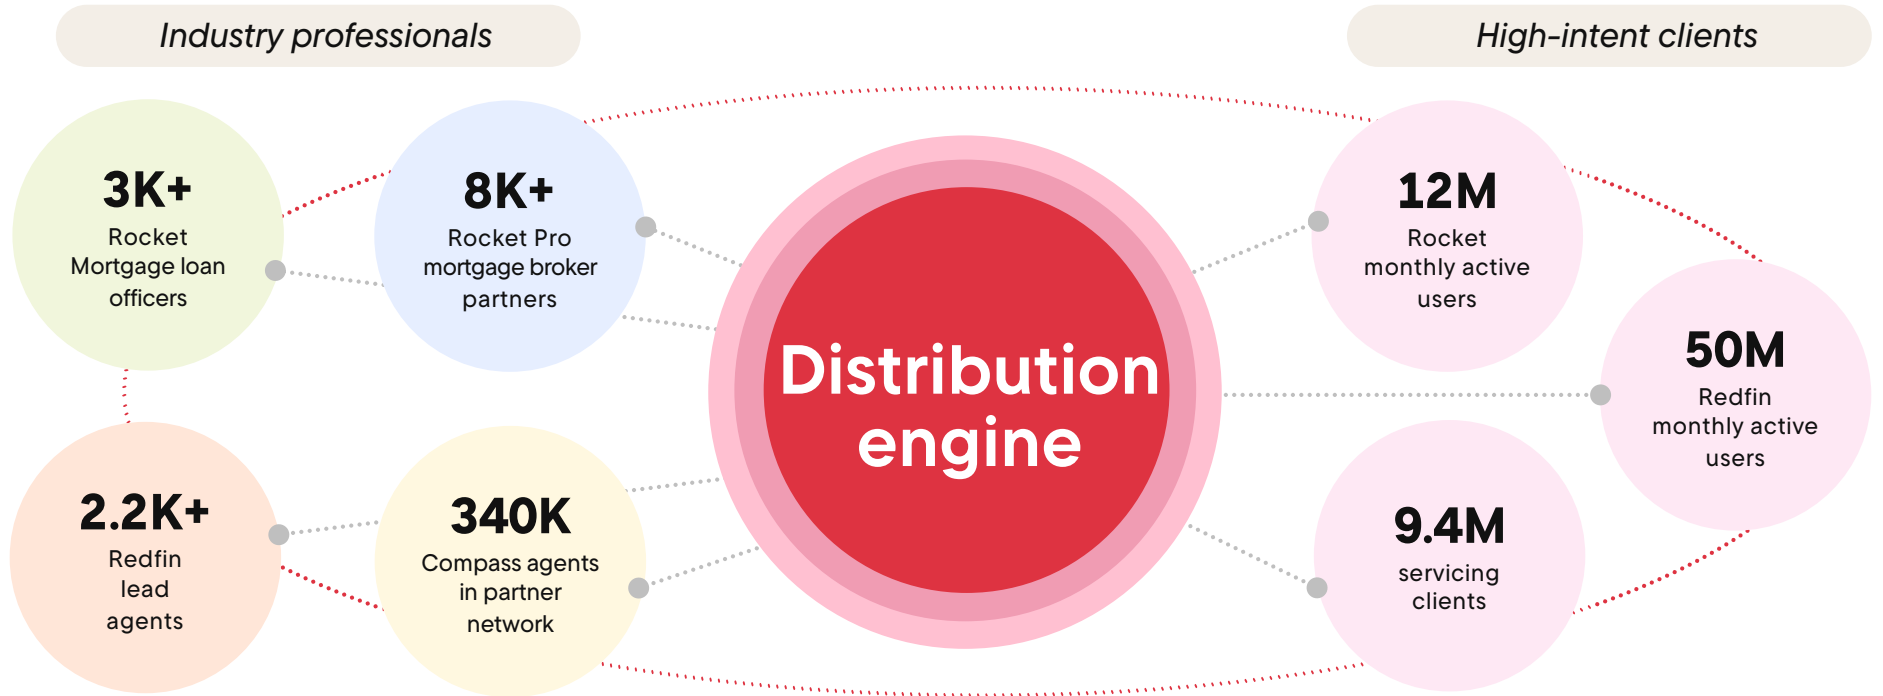 Industry professionals
High-intent clients
3K+
Rocket
Mortgage loan
officers
8K+
Rocket Pro
mortgage broker
partners
2.2K+
Redfin
lead
agents
340K
Compass agents
in partner
network
Distribution
engine
12M
Rocket
monthly active
users
50M
Redfin
monthly active
users
9.4M
servicing
clients